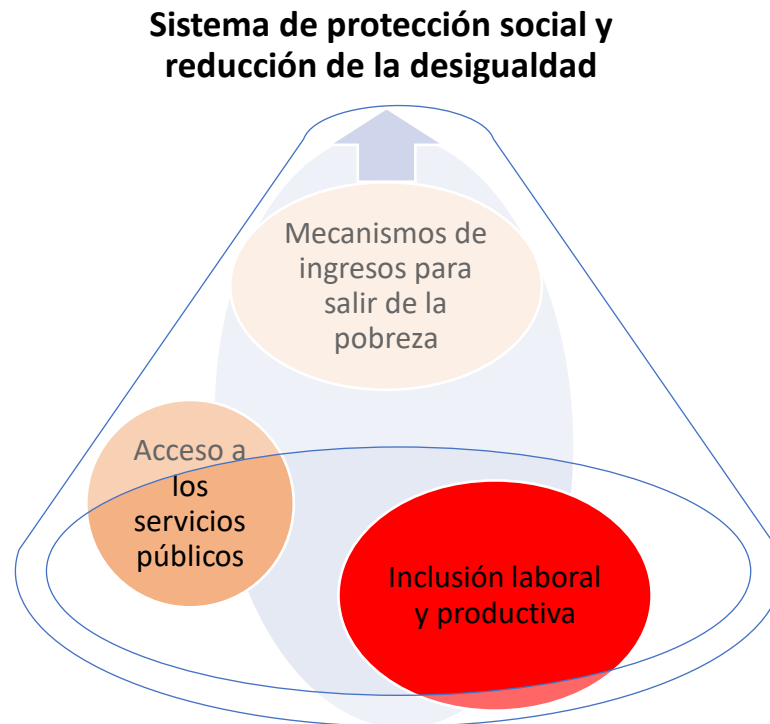 Sistema de protección social y
reducción de la desigualdad
Mecanismos de
ingresos para
salir de la
pobreza
Acceso a
los
servicios
públicos
Inclusión laboral
y productiva